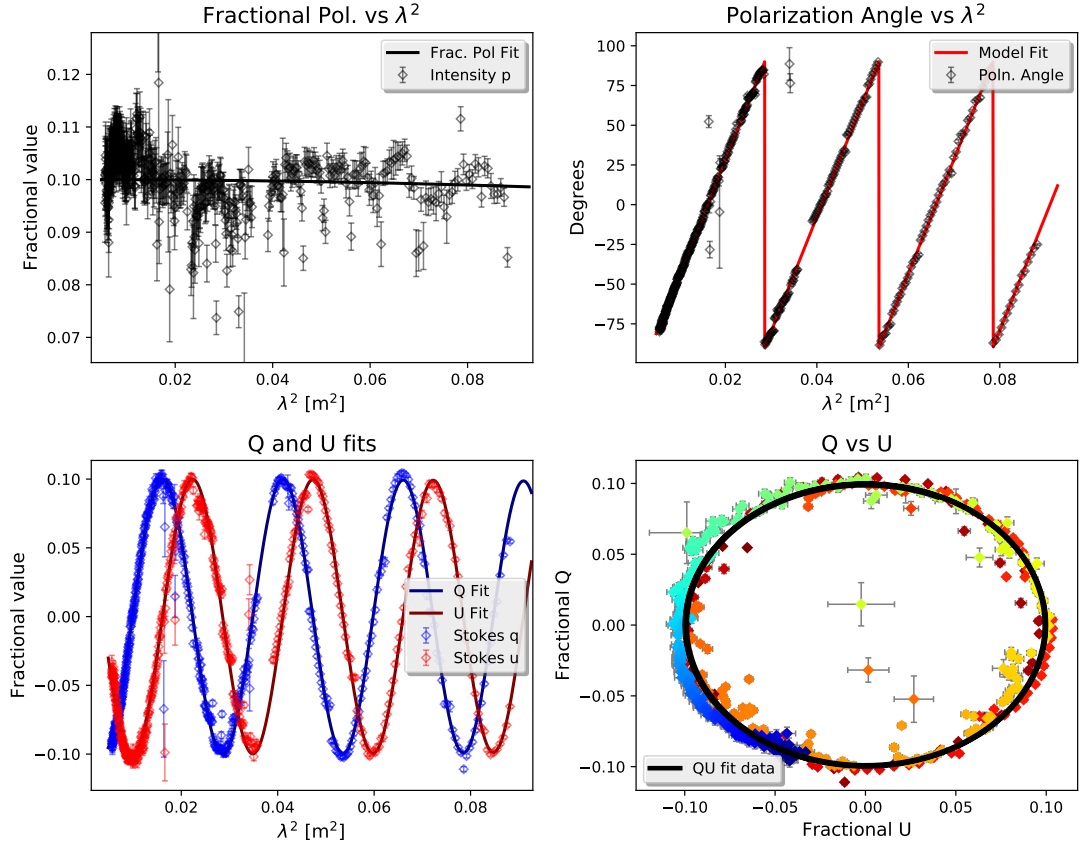 Fractional Pol. vs λ²
Fractional value
0.12
0.11
0.10
0.09
0.08
0.07
Frac. Pol Fit
Intensity p
0.02 0.04 0.06 0.08
λ² [m²]
Polarization Angle vs λ²
Degrees
100
75
50
25
0
−25
−50
−75
Model Fit
Poln. Angle
0.02 0.04 0.06 0.08
λ² [m²]
Q and U fits
Fractional value
0.10
0.05
0.00
−0.05
−0.10
Q Fit
U Fit
Stokes q
Stokes u
0.02 0.04 0.06 0.08
λ² [m²]
Q vs U
Fractional Q
0.10
0.05
0.00
−0.05
−0.10
QU fit data
−0.10 −0.05 0.00 0.05 0.10
Fractional U